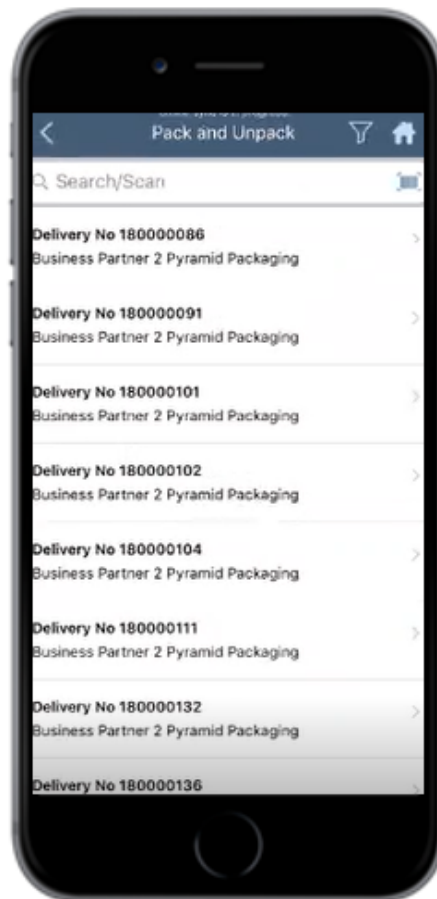 Pack and Unpack
Search/Scan
Delivery No 180000086
Business Partner 2 Pyramid Packaging
Delivery No 180000091
Business Partner 2 Pyramid Packaging
Delivery No 180000101
Business Partner 2 Pyramid Packaging
Delivery No 180000102
Business Partner 2 Pyramid Packaging
Delivery No 180000104
Business Partner 2 Pyramid Packaging
Delivery No 180000111
Business Partner 2 Pyramid Packaging
Delivery No 180000132
Business Partner 2 Pyramid Packaging
Delivery No 180000136